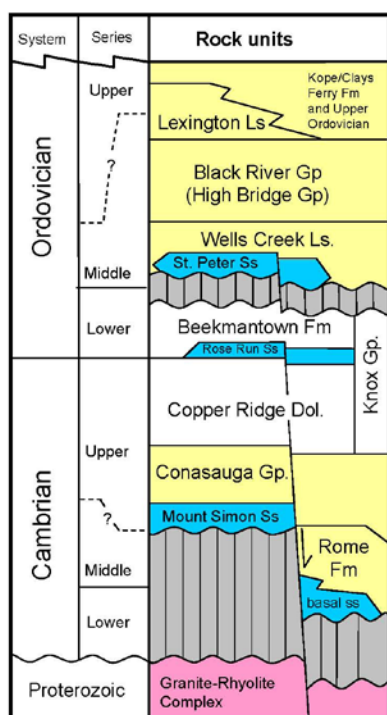 System Series Rock units
Upper
Kope/Clays
Ferry Fm
and Upper
Ordovician
Lexington Ls
?
Ordovician
Black River Gp
(High Bridge Gp)
Wells Creek Ls.
St. Peter Ss
Middle
Lower
Beekmantown Fm
Rose Run Ss
Knox Gp.
Copper Ridge Dol.
Upper
Conasauga Gp.
Mount Simon Ss
?
Cambrian
Rome
Fm
Middle
basal ss
Lower
Proterozoic
Granite-Rhyolite
Complex